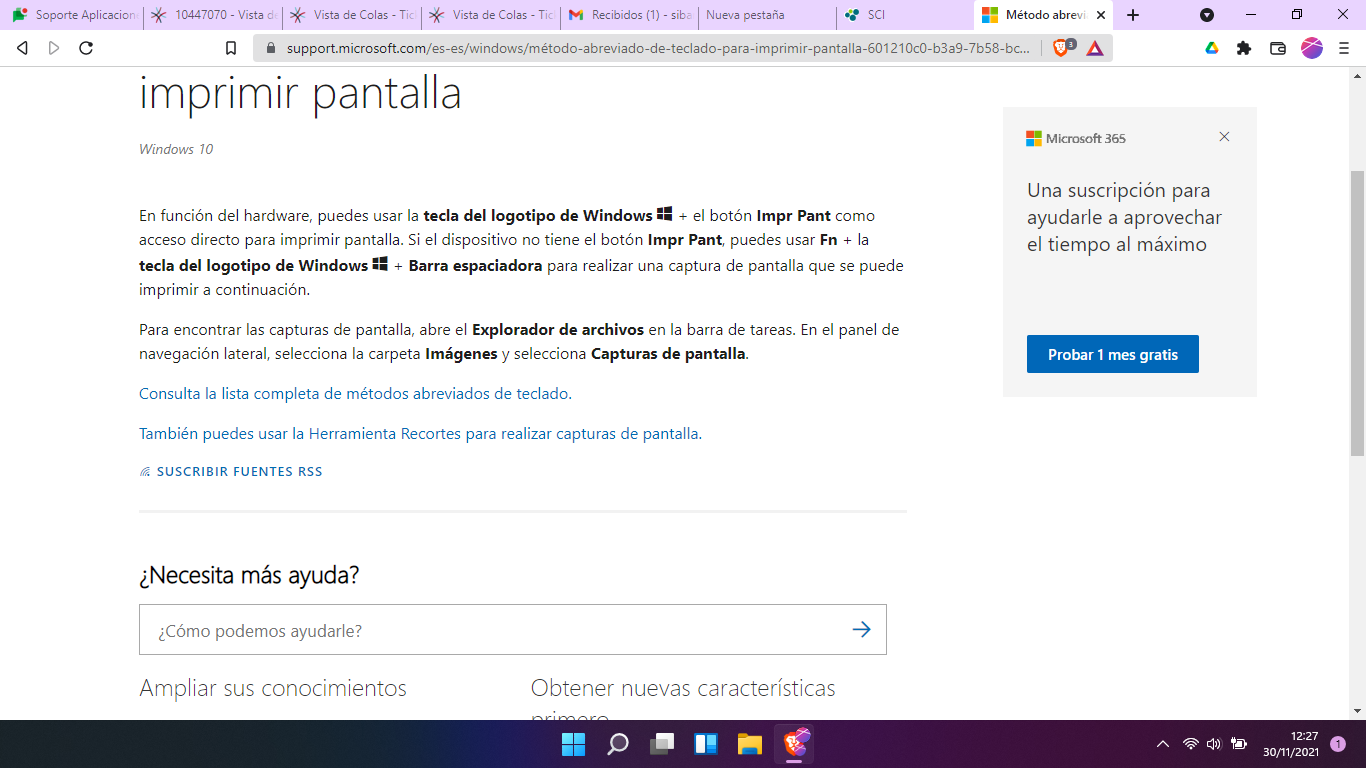 Soporte Aplicacion
10447070 - Vista de
Vista de Colas - Tic
Vista de Colas - Tic
Recibidos (1) - siba
Nueva pestaña
SCI
Método abrevia
support.microsoft.com/es-es/windows/método-abreviado-de-teclado-para-imprimir-pantalla-601210c0-b3a9-7b58-bc...
3
imprimir pantalla
Windows 10
En función del hardware, puedes usar la tecla del logotipo de Windows + el botón Impr Pant como
acceso directo para imprimir pantalla. Si el dispositivo no tiene el botón Impr Pant, puedes usar Fn + la
tecla del logotipo de Windows + Barra espaciadora para realizar una captura de pantalla que se puede
imprimir a continuación.
Para encontrar las capturas de pantalla, abre el Explorador de archivos en la barra de tareas. En el panel de
navegación lateral, selecciona la carpeta Imágenes y selecciona Capturas de pantalla.
Consulta la lista completa de métodos abreviados de teclado.
También puedes usar la Herramienta Recortes para realizar capturas de pantalla.
SUSCRIBIR FUENTES RSS
Microsoft 365
Una suscripción para
ayudarle a aprovechar
el tiempo al máximo
Probar 1 mes gratis
¿Necesita más ayuda?
¿Cómo podemos ayudarle?
Ampliar sus conocimientos
Obtener nuevas características
primero
12:27
30/11/2021
1